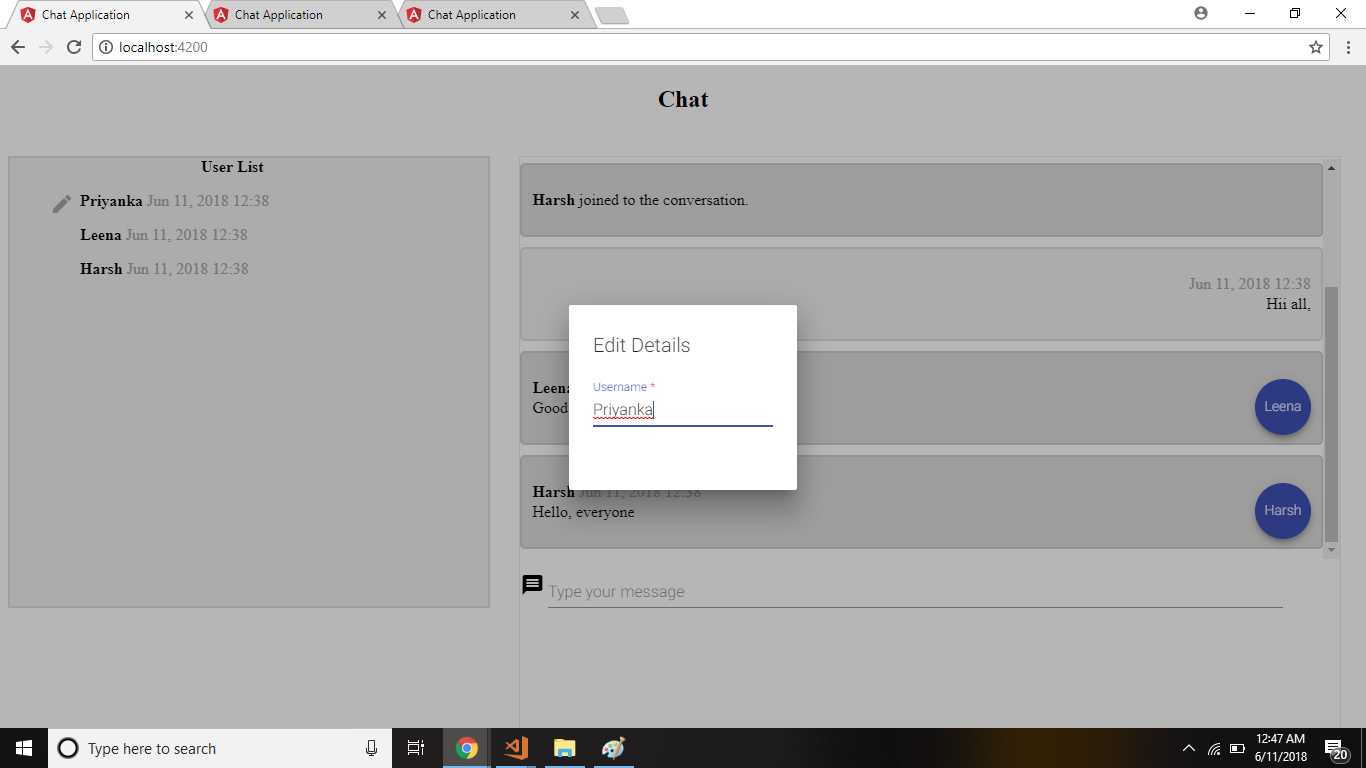 Chat Application
Chat Application
Chat Application
localhost:4200
Chat
User List
Priyanka Jun 11, 2018 12:38
Leena Jun 11, 2018 12:38
Harsh Jun 11, 2018 12:38
Harsh joined to the conversation.
Jun 11, 2018 12:38
Hii all,
Leena
Good
Leena
Harsh Jun 11, 2018 12:38
Hello, everyone
Harsh
Edit Details
Username *
Priyanka
Type your message
Type here to search
12:47 AM
6/11/2018
20